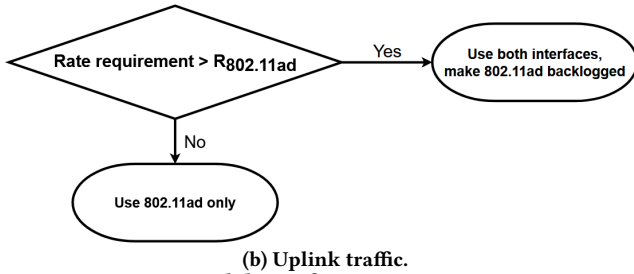 Rate requirement > R802.11ad
Yes
Use both interfaces,
make 802.11ad backlogged
No
Use 802.11ad only
(b) Uplink traffic.